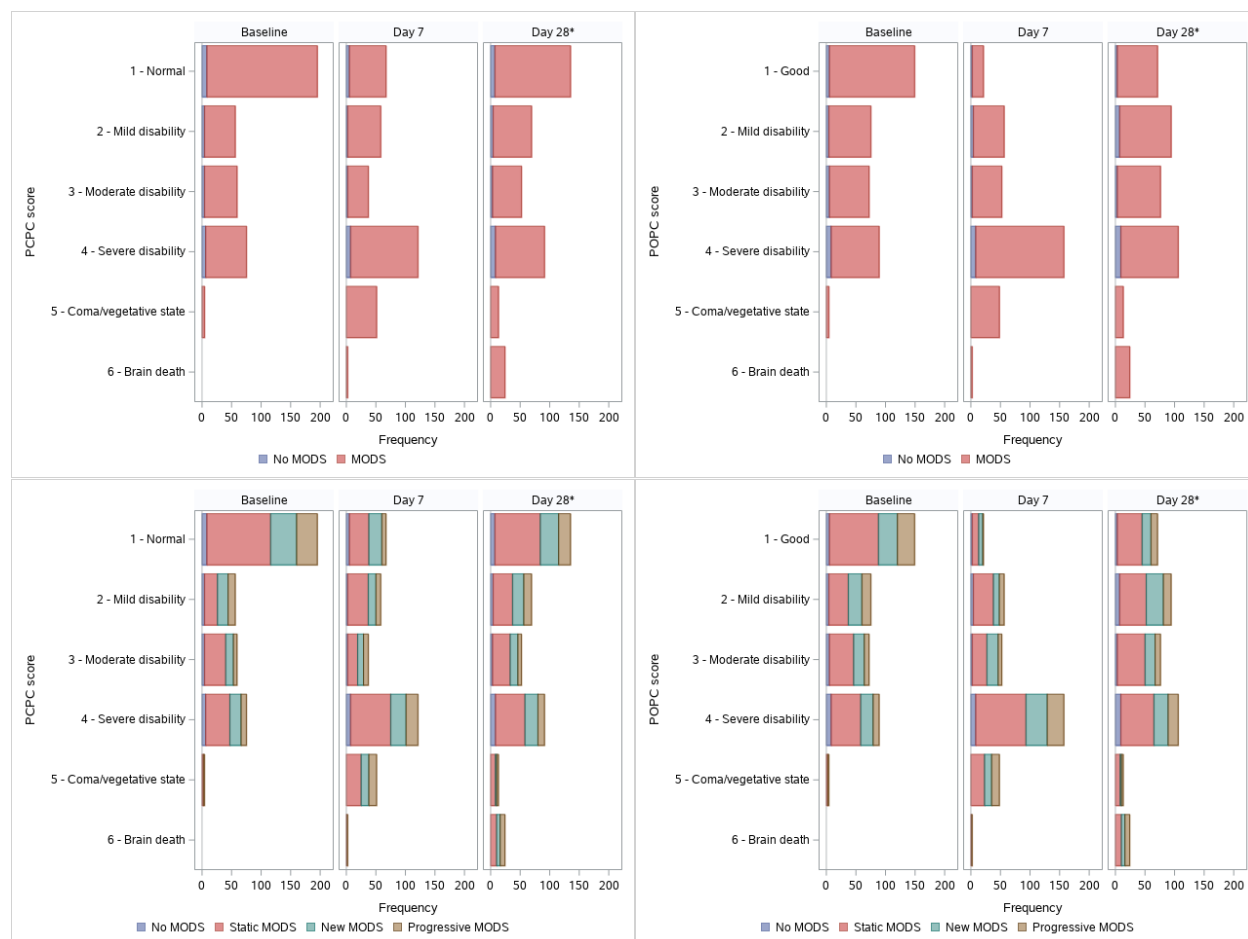 Baseline Day 7 Day 28*
PCPC score
1 - Normal
2 - Mild disability
3 - Moderate disability
4 - Severe disability
5 - Coma/vegetative state
6 - Brain death
0 50 100 150 200 0 50 100 150 200 0 50 100 150 200
Frequency
No MODS MODS
Baseline Day 7 Day 28*
POPC score
1 - Good
2 - Mild disability
3 - Moderate disability
4 - Severe disability
5 - Coma/vegetative state
6 - Brain death
0 50 100 150 200 0 50 100 150 200 0 50 100 150 200
Frequency
No MODS MODS
Baseline Day 7 Day 28*
PCPC score
1 - Normal
2 - Mild disability
3 - Moderate disability
4 - Severe disability
5 - Coma/vegetative state
6 - Brain death
0 50 100 150 200 0 50 100 150 200 0 50 100 150 200
Frequency
No MODS Static MODS New MODS Progressive MODS
Baseline Day 7 Day 28*
POPC score
1 - Good
2 - Mild disability
3 - Moderate disability
4 - Severe disability
5 - Coma/vegetative state
6 - Brain death
0 50 100 150 200 0 50 100 150 200 0 50 100 150 200
Frequency
No MODS Static MODS New MODS Progressive MODS